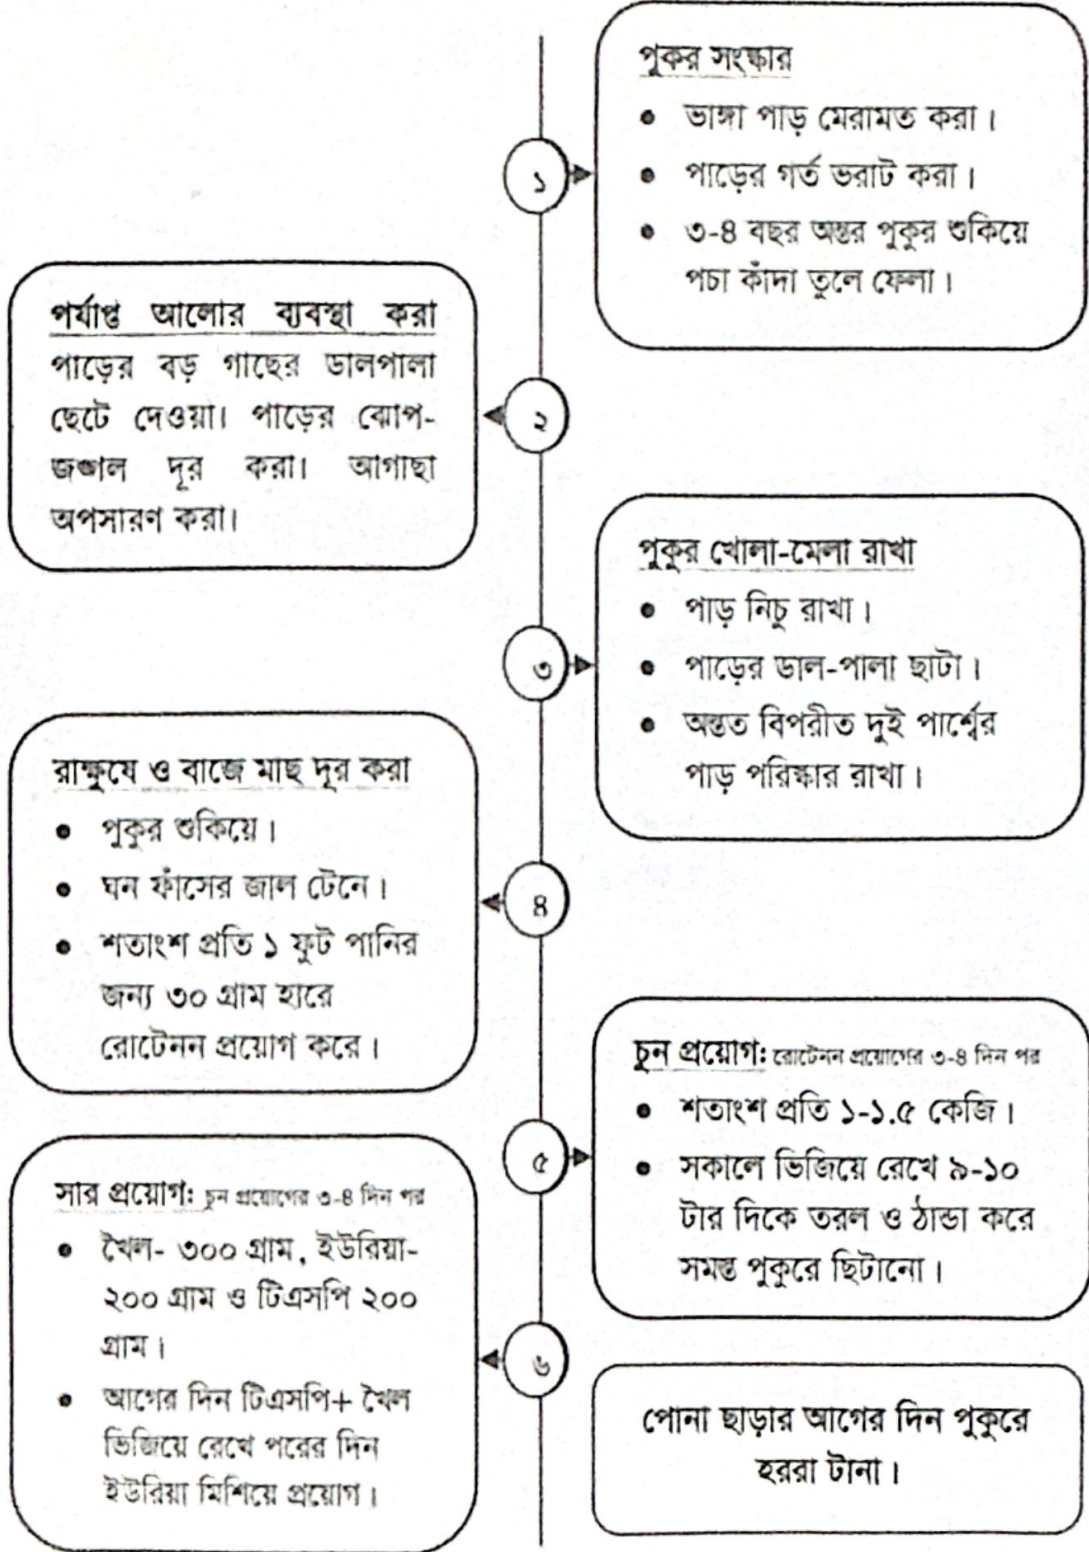 ১
পুকর সংস্কার
• ভাঙ্গা পাড় মেরামত করা।
• পাড়ের গর্ত ভরাট করা।
• ৩-৪ বছর অন্তর পুকুর শুকিয়ে
পচা কাঁদা তুলে ফেলা।
২
পর্যাপ্ত আলোর ব্যবস্থা করা
পাড়ের বড় গাছের ডালপালা
ছেটে দেওয়া। পাড়ের ঝোপ-
জঙ্গল দূর করা। আগাছা
অপসারণ করা।
৩
পুকুর খোলা-মেলা রাখা
• পাড় নিচু রাখা।
• পাড়ের ডাল-পালা ছাটা।
• অন্তত বিপরীত দুই পার্শ্বের
পাড় পরিষ্কার রাখা।
৪
রাক্ষুষে ও বাজে মাছ দূর করা
• পুকুর শুকিয়ে।
• ঘন ফাঁসের জাল টেনে।
• শতাংশ প্রতি ১ ফুট পানির
জন্য ৩০ গ্রাম হারে
রোটেনন প্রয়োগ করে।
৫
চুন প্রয়োগ: রোটেনন প্রয়োগের ৩-৪ দিন পর
• শতাংশ প্রতি ১-১.৫ কেজি।
• সকালে ভিজিয়ে রেখে ৯-১০
টার দিকে তরল ও ঠান্ডা করে
সমস্ত পুকুরে ছিটানো।
৬
সার প্রয়োগ: চুন প্রয়োগের ৩-৪ দিন পর
• খৈল- ৩০০ গ্রাম, ইউরিয়া-
২০০ গ্রাম ও টিএসপি ২০০
গ্রাম।
• আগের দিন টিএসপি+ খৈল
ভিজিয়ে রেখে পরের দিন
ইউরিয়া মিশিয়ে প্রয়োগ।
পোনা ছাড়ার আগের দিন পুকুরে
হররা টানা।